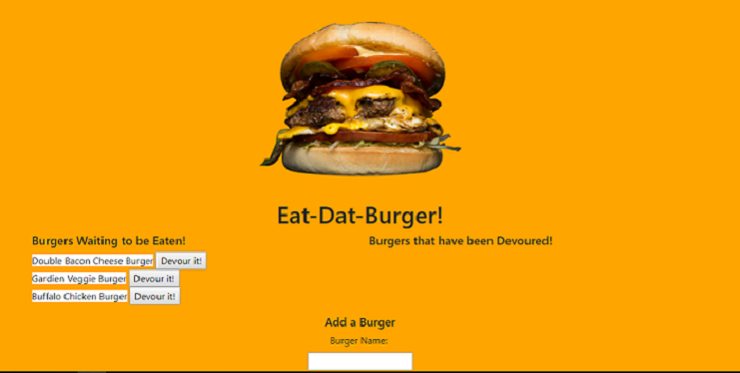 Eat-Dat-Burger!
Burgers Waiting to be Eaten!
Burgers that have been Devoured!
Double Bacon Cheese Burger Devour it!
Gardien Veggie Burger Devour it!
Buffalo Chicken Burger Devour it!
Add a Burger
Burger Name: